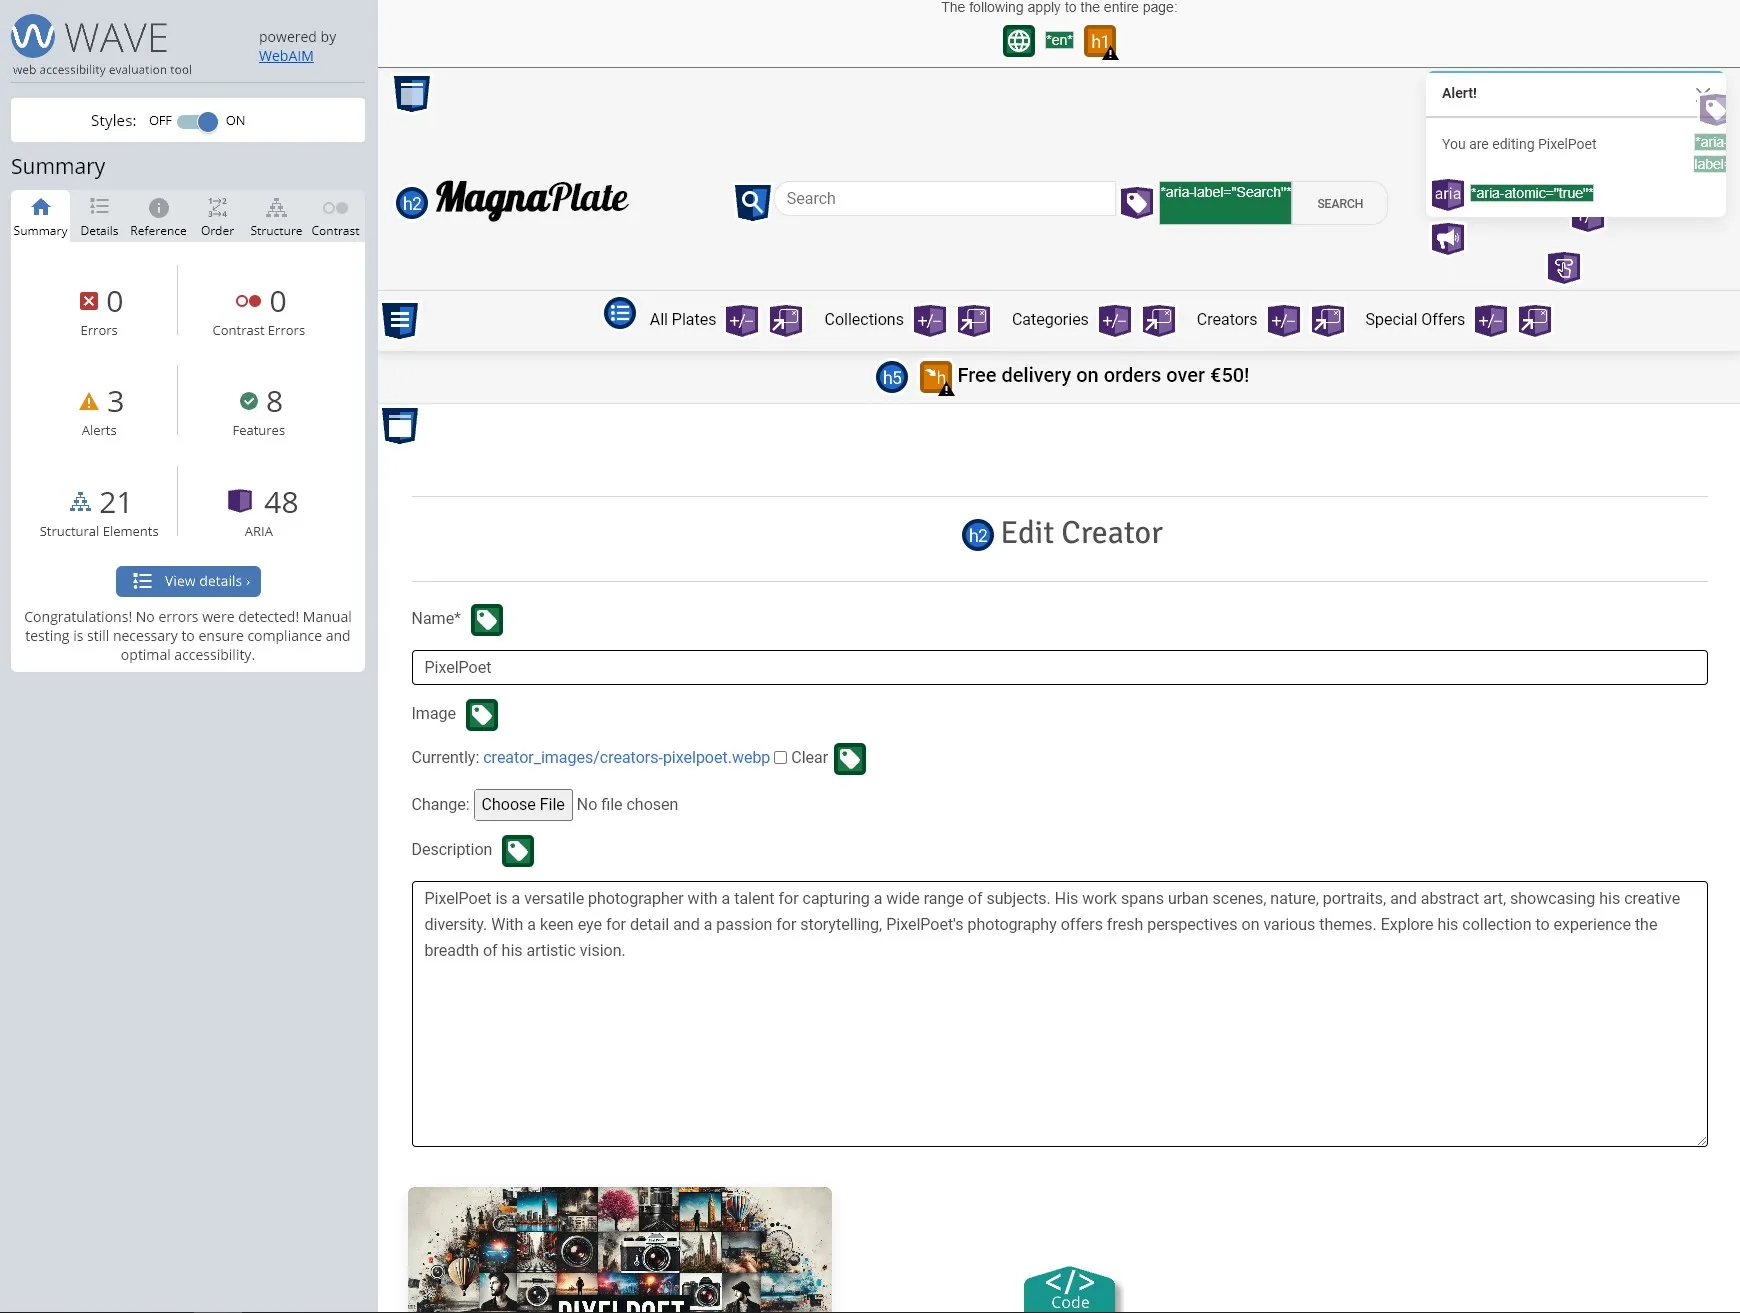 WAVE
powered by
WebAIM
web accessibility evaluation tool
Styles: OFF ON
Summary
Summary Details Reference Order Structure Contrast
0
Errors
0
Contrast Errors
3
Alerts
8
Features
21
Structural Elements
48
ARIA
View details ›
Congratulations! No errors were detected! Manual
testing is still necessary to ensure compliance and
optimal accessibility.
The following apply to the entire page:
*en* h1
Alert!
You are editing PixelPoet
*aria-
label=
aria *aria-atomic="true"*
h2 MagnaPlate
Search
*aria-label="Search"*
SEARCH
All Plates +/− Collections +/− Categories +/− Creators +/− Special Offers +/−
h5 h Free delivery on orders over €50!
h2 Edit Creator
Name*
PixelPoet
Image
Currently: creator_images/creators-pixelpoet.webp Clear
Change: Choose File No file chosen
Description
PixelPoet is a versatile photographer with a talent for capturing a wide range of subjects. His work spans urban scenes, nature, portraits, and abstract art, showcasing his creative
diversity. With a keen eye for detail and a passion for storytelling, PixelPoet's photography offers fresh perspectives on various themes. Explore his collection to experience the
breadth of his artistic vision.
PIXELPOET
</>
Code